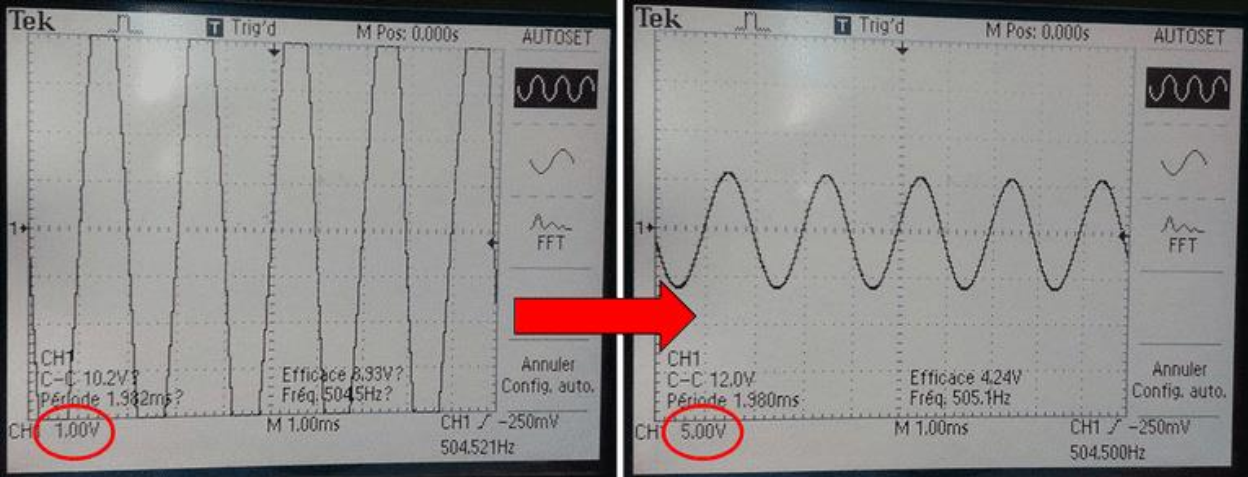 Tek
T Trig'd
M Pos: 0.000s
AUTOSET
1
FFT
CH1
C-C 10.2V?
Période 1.982ms?
Efficace 3.93V?
Fréq. 504.5Hz?
Annuler
Config. auto.
CH1 1.00V
M 1.00ms
CH1 -250mV
504.521Hz
Tek
T Trig'd
M Pos: 0.000s
AUTOSET
1
FFT
CH1
C-C 12.0V
Période 1.980ms
Efficace 4.24V
Fréq. 505.1Hz
Annuler
Config. auto.
CH1 5.00V
M 1.00ms
CH1 -250mV
504.500Hz